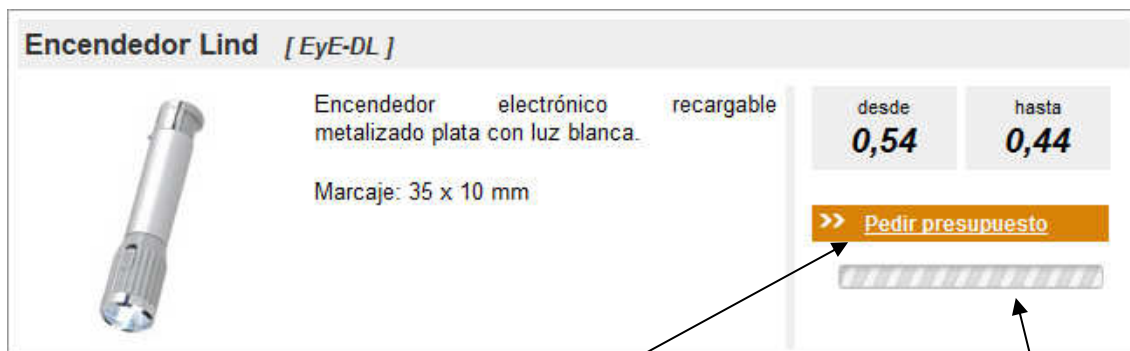 Encendedor Lind [ EyE-DL ]
Encendedor electrónico recargable
metalizado plata con luz blanca.
Marcaje: 35 x 10 mm
desde
0,54
hasta
0,44
>> Pedir presupuesto